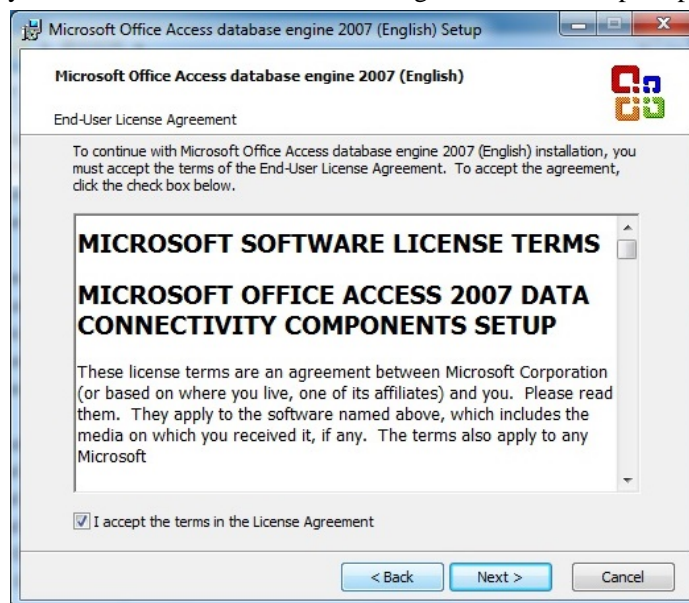 Microsoft Office Access database engine 2007 (English) Setup
Microsoft Office Access database engine 2007 (English)
End-User License Agreement
To continue with Microsoft Office Access database engine 2007 (English) installation, you
must accept the terms of the End-User License Agreement. To accept the agreement,
click the check box below.
MICROSOFT SOFTWARE LICENSE TERMS
MICROSOFT OFFICE ACCESS 2007 DATA
CONNECTIVITY COMPONENTS SETUP
These license terms are an agreement between Microsoft Corporation
(or based on where you live, one of its affiliates) and you. Please read
them. They apply to the software named above, which includes the
media on which you received it, if any. The terms also apply to any
Microsoft
I accept the terms in the License Agreement
< Back Next > Cancel